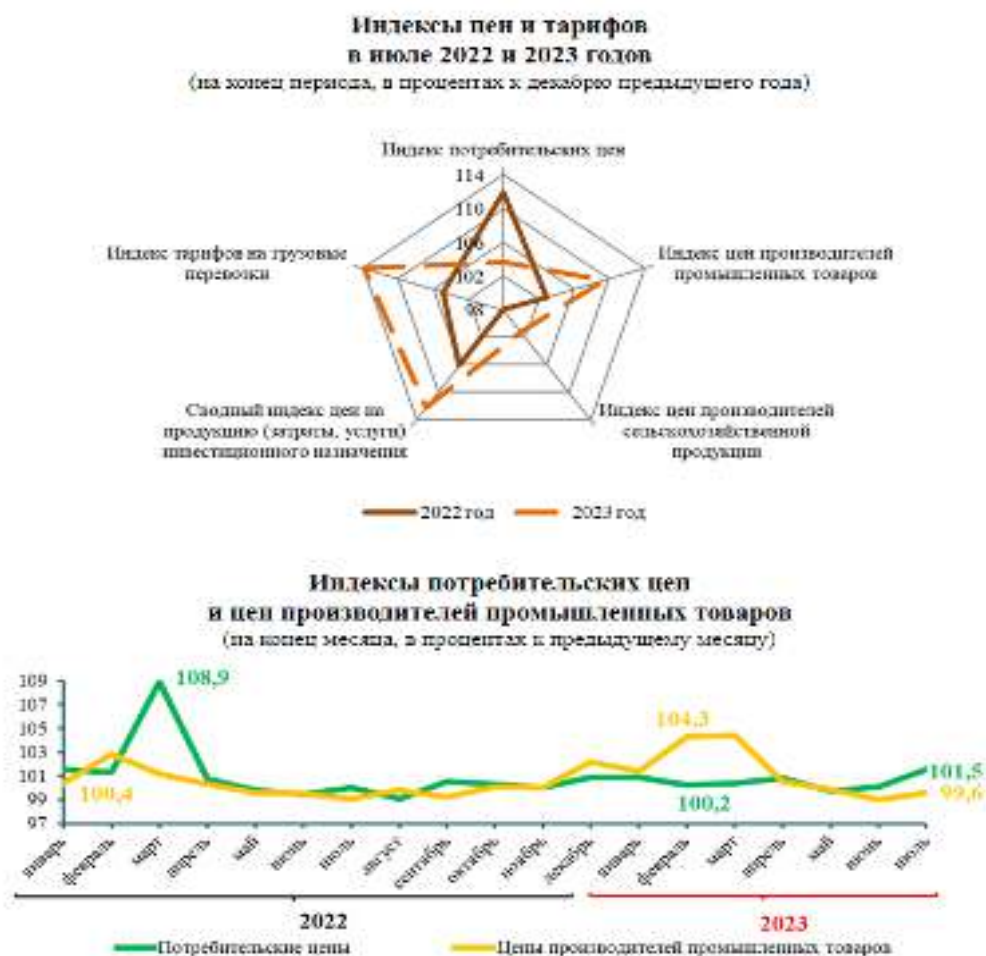 Индексы цен и тарифов
в июле 2022 и 2023 годов
(на конец периода, в процентах к декабрю предыдущего года)
Индекс потребительских цен
114
110
106
102
98
Индекс тарифов на грузовые
перевозки
Индекс цен производителей
промышленных товаров
Сводный индекс цен на
продукцию (затраты, услуги)
инвестиционного назначения
Индекс цен производителей
сельскохозяйственной
продукции
2022 год
2023 год
Индексы потребительских цен
и цен производителей промышленных товаров
(на конец месяца, в процентах к предыдущему месяцу)
109
107
105
103
101
99
97
108,9
100,4
104,3
100,2
101,5
99,6
январь
февраль
март
апрель
май
июнь
июль
август
сентябрь
октябрь
ноябрь
декабрь
январь
февраль
март
апрель
май
июнь
июль
2022
2023
Потребительские цены
Цены производителей промышленных товаров